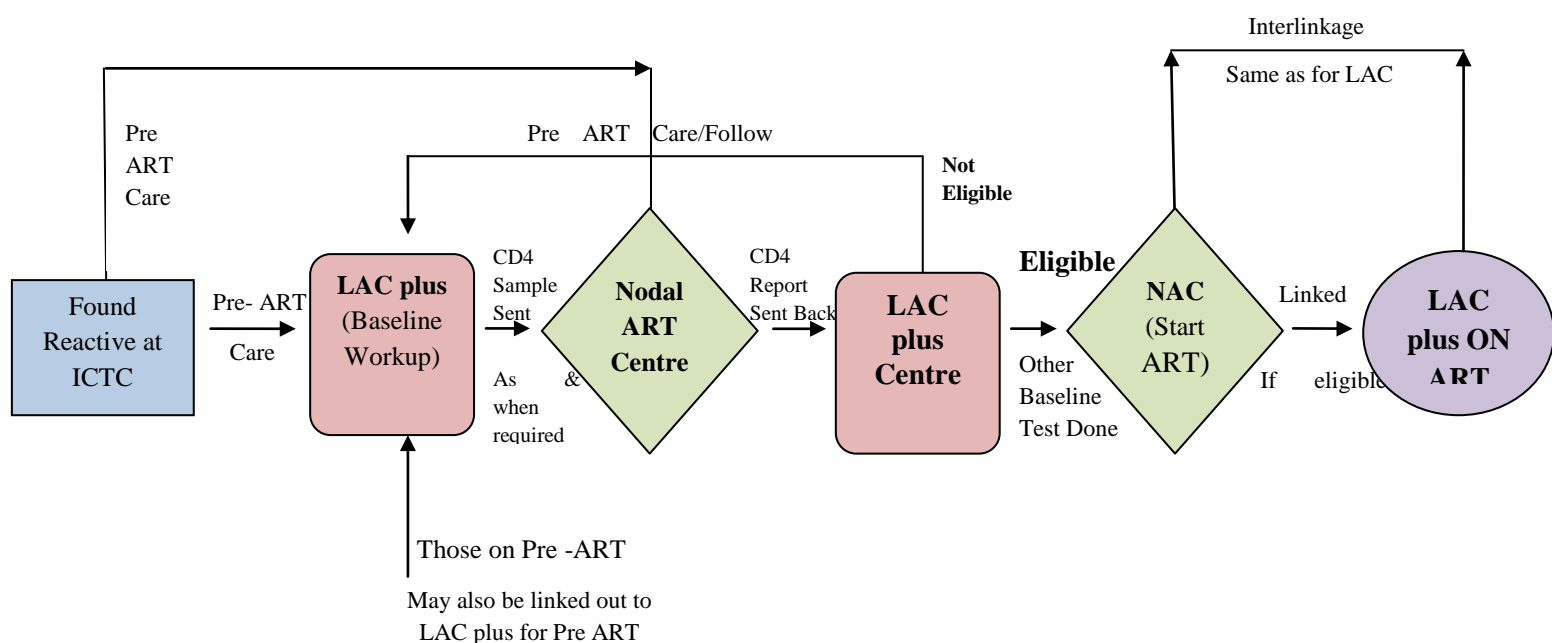 Interlinkage
Same as for LAC
Pre
ART
Care
Pre ART Care/Follow
Not
Eligible
Found
Reactive at
ICTC
Pre- ART
Care
LAC plus
(Baseline
Workup)
CD4
Sample
Sent
As &
when
required
Nodal
ART
Centre
CD4
Report
Sent Back
LAC
plus
Centre
Eligible
Other
Baseline
Test Done
NAC
(Start
ART)
Linked
If eligible
LAC
plus ON
ART
Those on Pre -ART
May also be linked out to
LAC plus for Pre ART